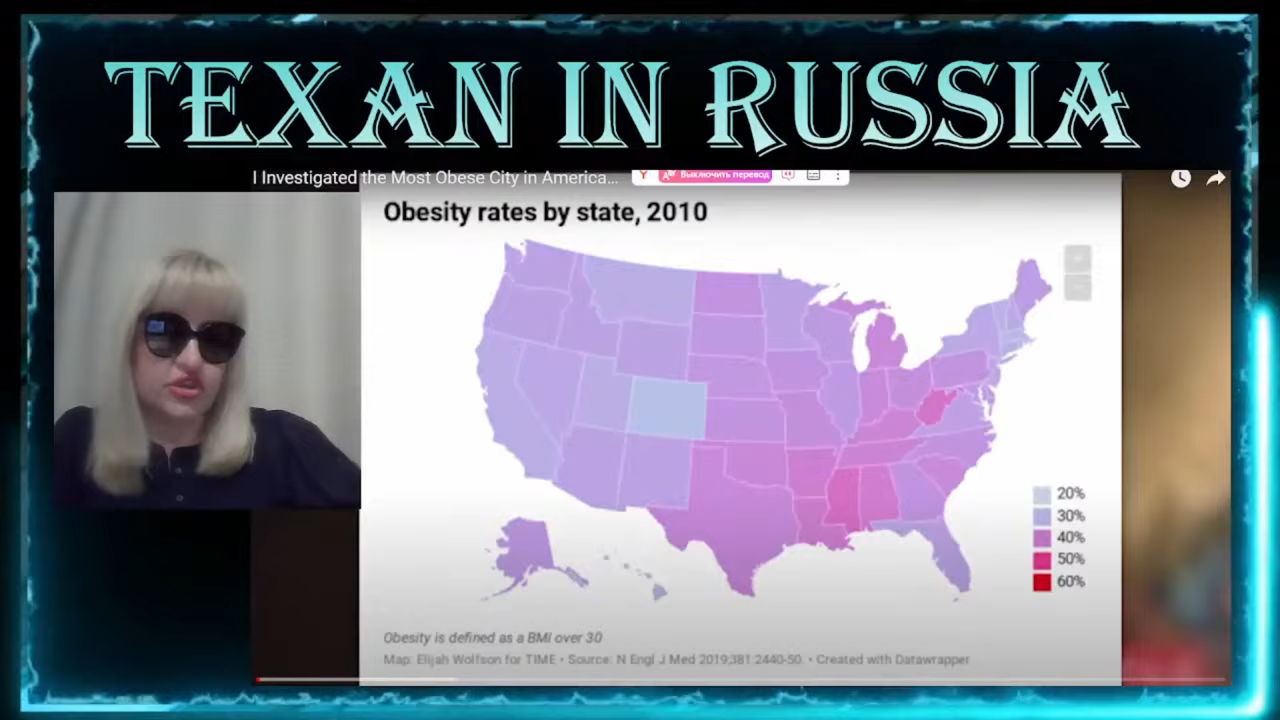 TEXAN IN RUSSIA
I Investigated the Most Obese City in America...
Выключить перевод
Obesity rates by state, 2010
20%
30%
40%
50%
60%
Obesity is defined as a BMI over 30
Map: Elijah Wolfson for TIME • Source: N Engl J Med 2019;381:2440-50. • Created with Datawrapper